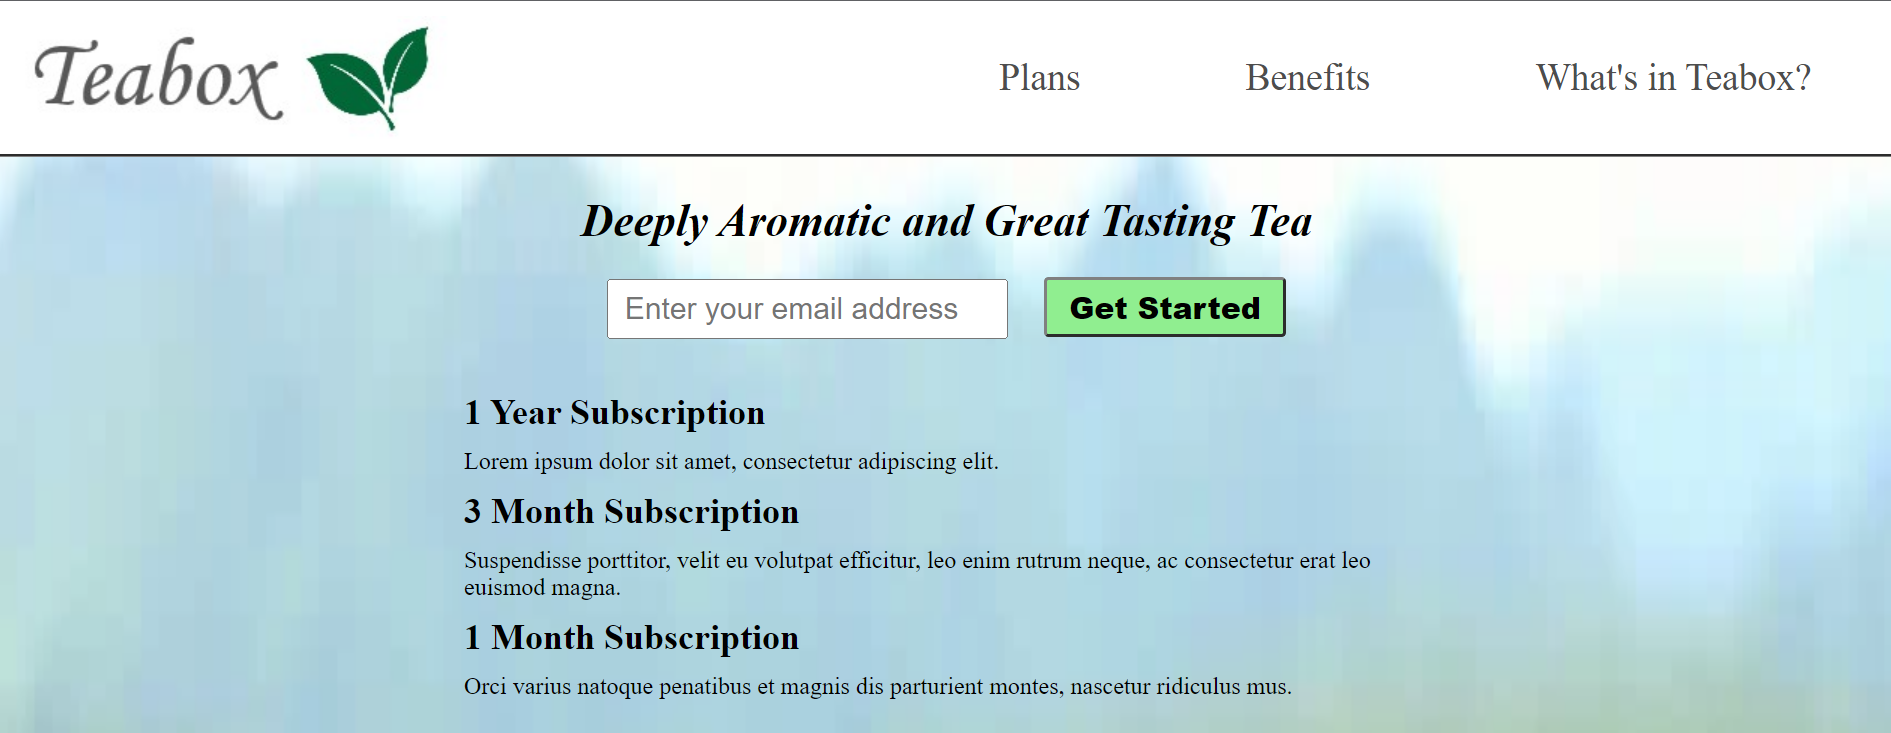 Teabox
Plans
Benefits
What's in Teabox?
Deeply Aromatic and Great Tasting Tea
Enter your email address
Get Started
1 Year Subscription
Lorem ipsum dolor sit amet, consectetur adipiscing elit.
3 Month Subscription
Suspendisse porttitor, velit eu volutpat efficitur, leo enim rutrum neque, ac consectetur erat leo
euismod magna.
1 Month Subscription
Orci varius natoque penatibus et magnis dis parturient montes, nascetur ridiculus mus.